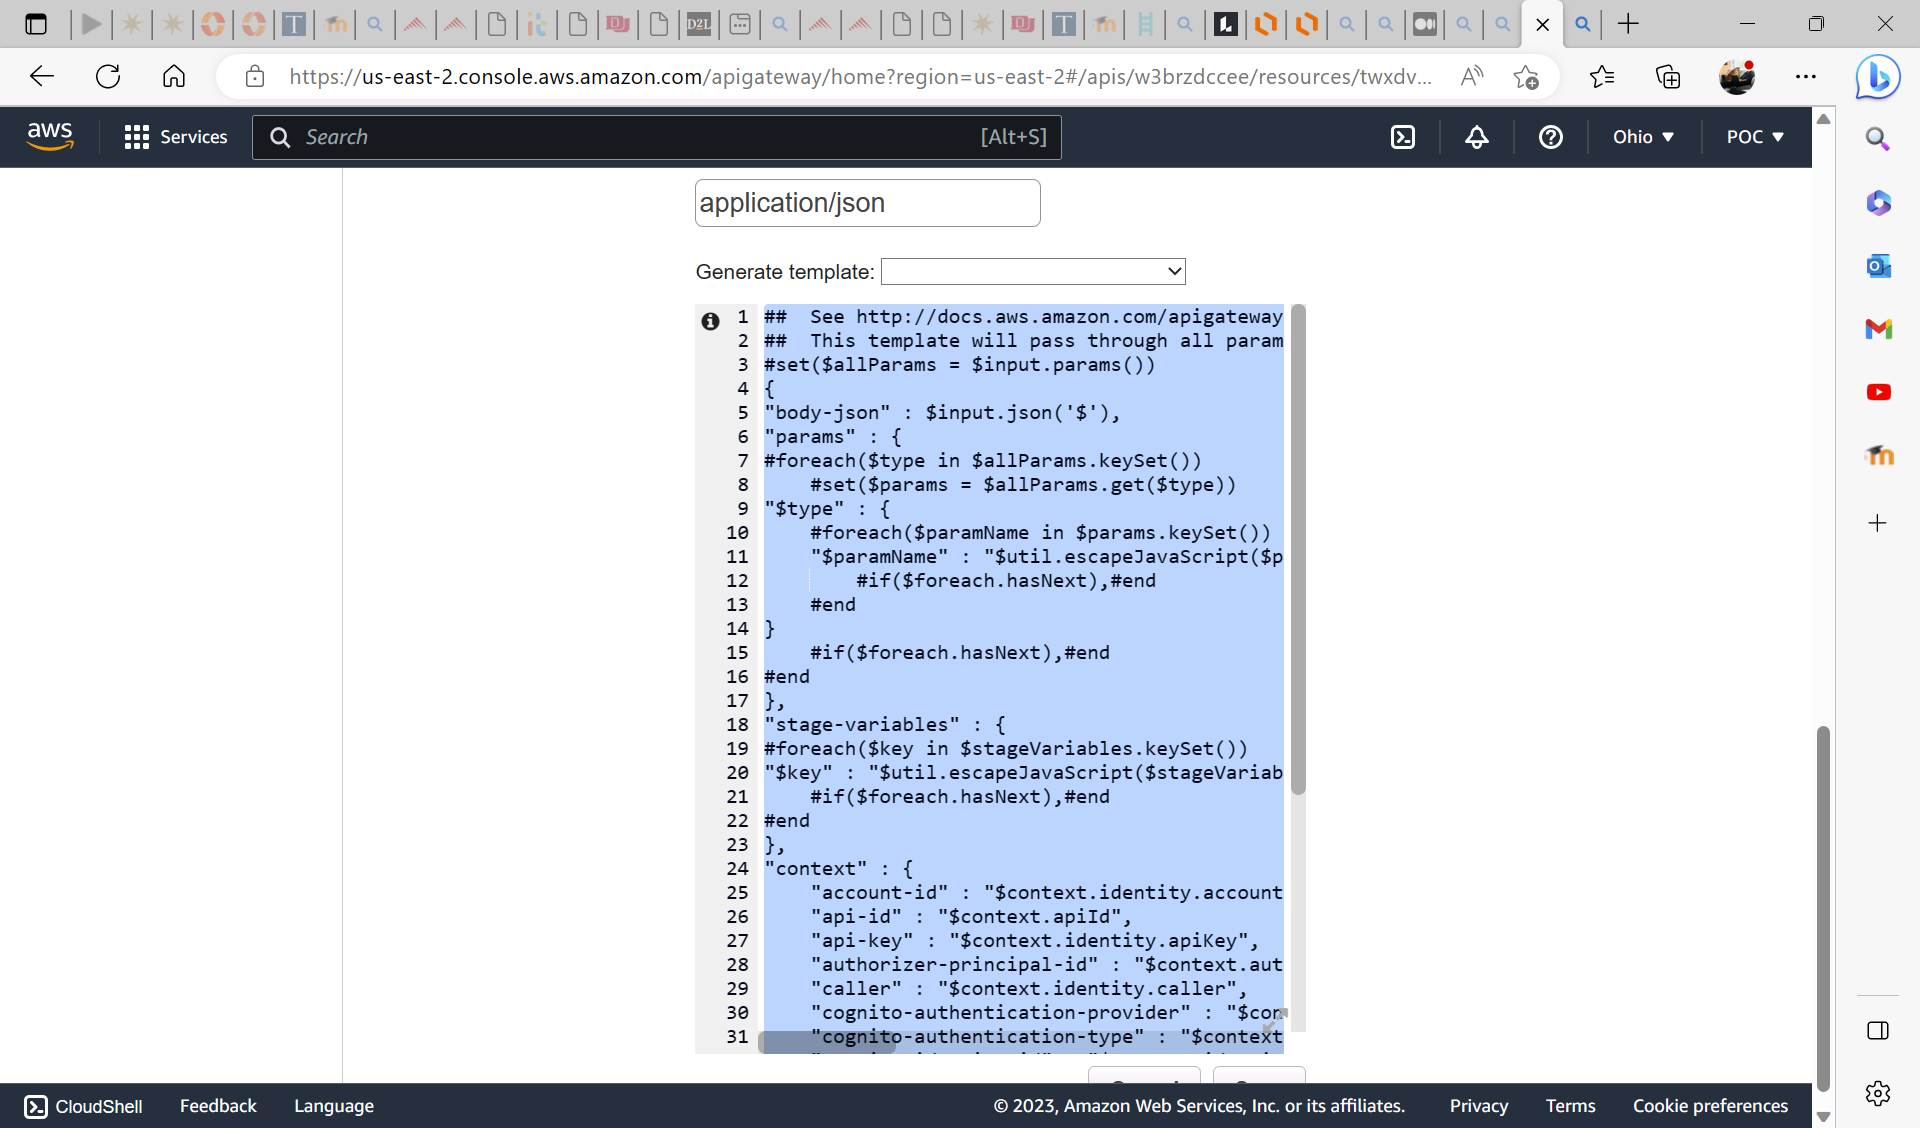 https://us-east-2.console.aws.amazon.com/apigateway/home?region=us-east-2#/apis/w3brzdccee/resources/twxdv...
aws
Services
Search
[Alt+S]
Ohio
POC
application/json
Generate template:
1 ## See http://docs.aws.amazon.com/apigateway
2 ## This template will pass through all param
3 #set($allParams = $input.params())
4 {
5 "body-json" : $input.json('$'),
6 "params" : {
7 #foreach($type in $allParams.keySet())
8 #set($params = $allParams.get($type))
9 "$type" : {
10 #foreach($paramName in $params.keySet())
11 "$paramName" : "$util.escapeJavaScript($p
12 #if($foreach.hasNext),#end
13 #end
14 }
15 #if($foreach.hasNext),#end
16 #end
17 },
18 "stage-variables" : {
19 #foreach($key in $stageVariables.keySet())
20 "$key" : "$util.escapeJavaScript($stageVariab
21 #if($foreach.hasNext),#end
22 #end
23 },
24 "context" : {
25 "account-id" : "$context.identity.account
26 "api-id" : "$context.apiId",
27 "api-key" : "$context.identity.apiKey",
28 "authorizer-principal-id" : "$context.aut
29 "caller" : "$context.identity.caller",
30 "cognito-authentication-provider" : "$con
31 "cognito-authentication-type" : "$context
CloudShell
Feedback
Language
© 2023, Amazon Web Services, Inc. or its affiliates.
Privacy
Terms
Cookie preferences